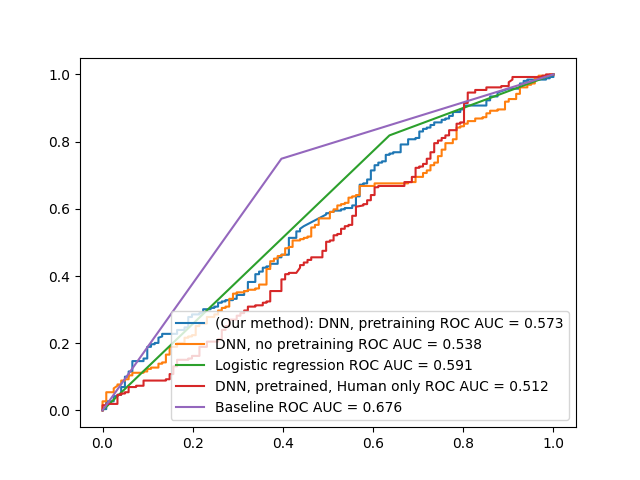 1.0
0.8
0.6
0.4
0.2
0.0
(Our method): DNN, pretraining ROC AUC = 0.573
DNN, no pretraining ROC AUC = 0.538
Logistic regression ROC AUC = 0.591
DNN, pretrained, Human only ROC AUC = 0.512
Baseline ROC AUC = 0.676
0.0 0.2 0.4 0.6 0.8 1.0